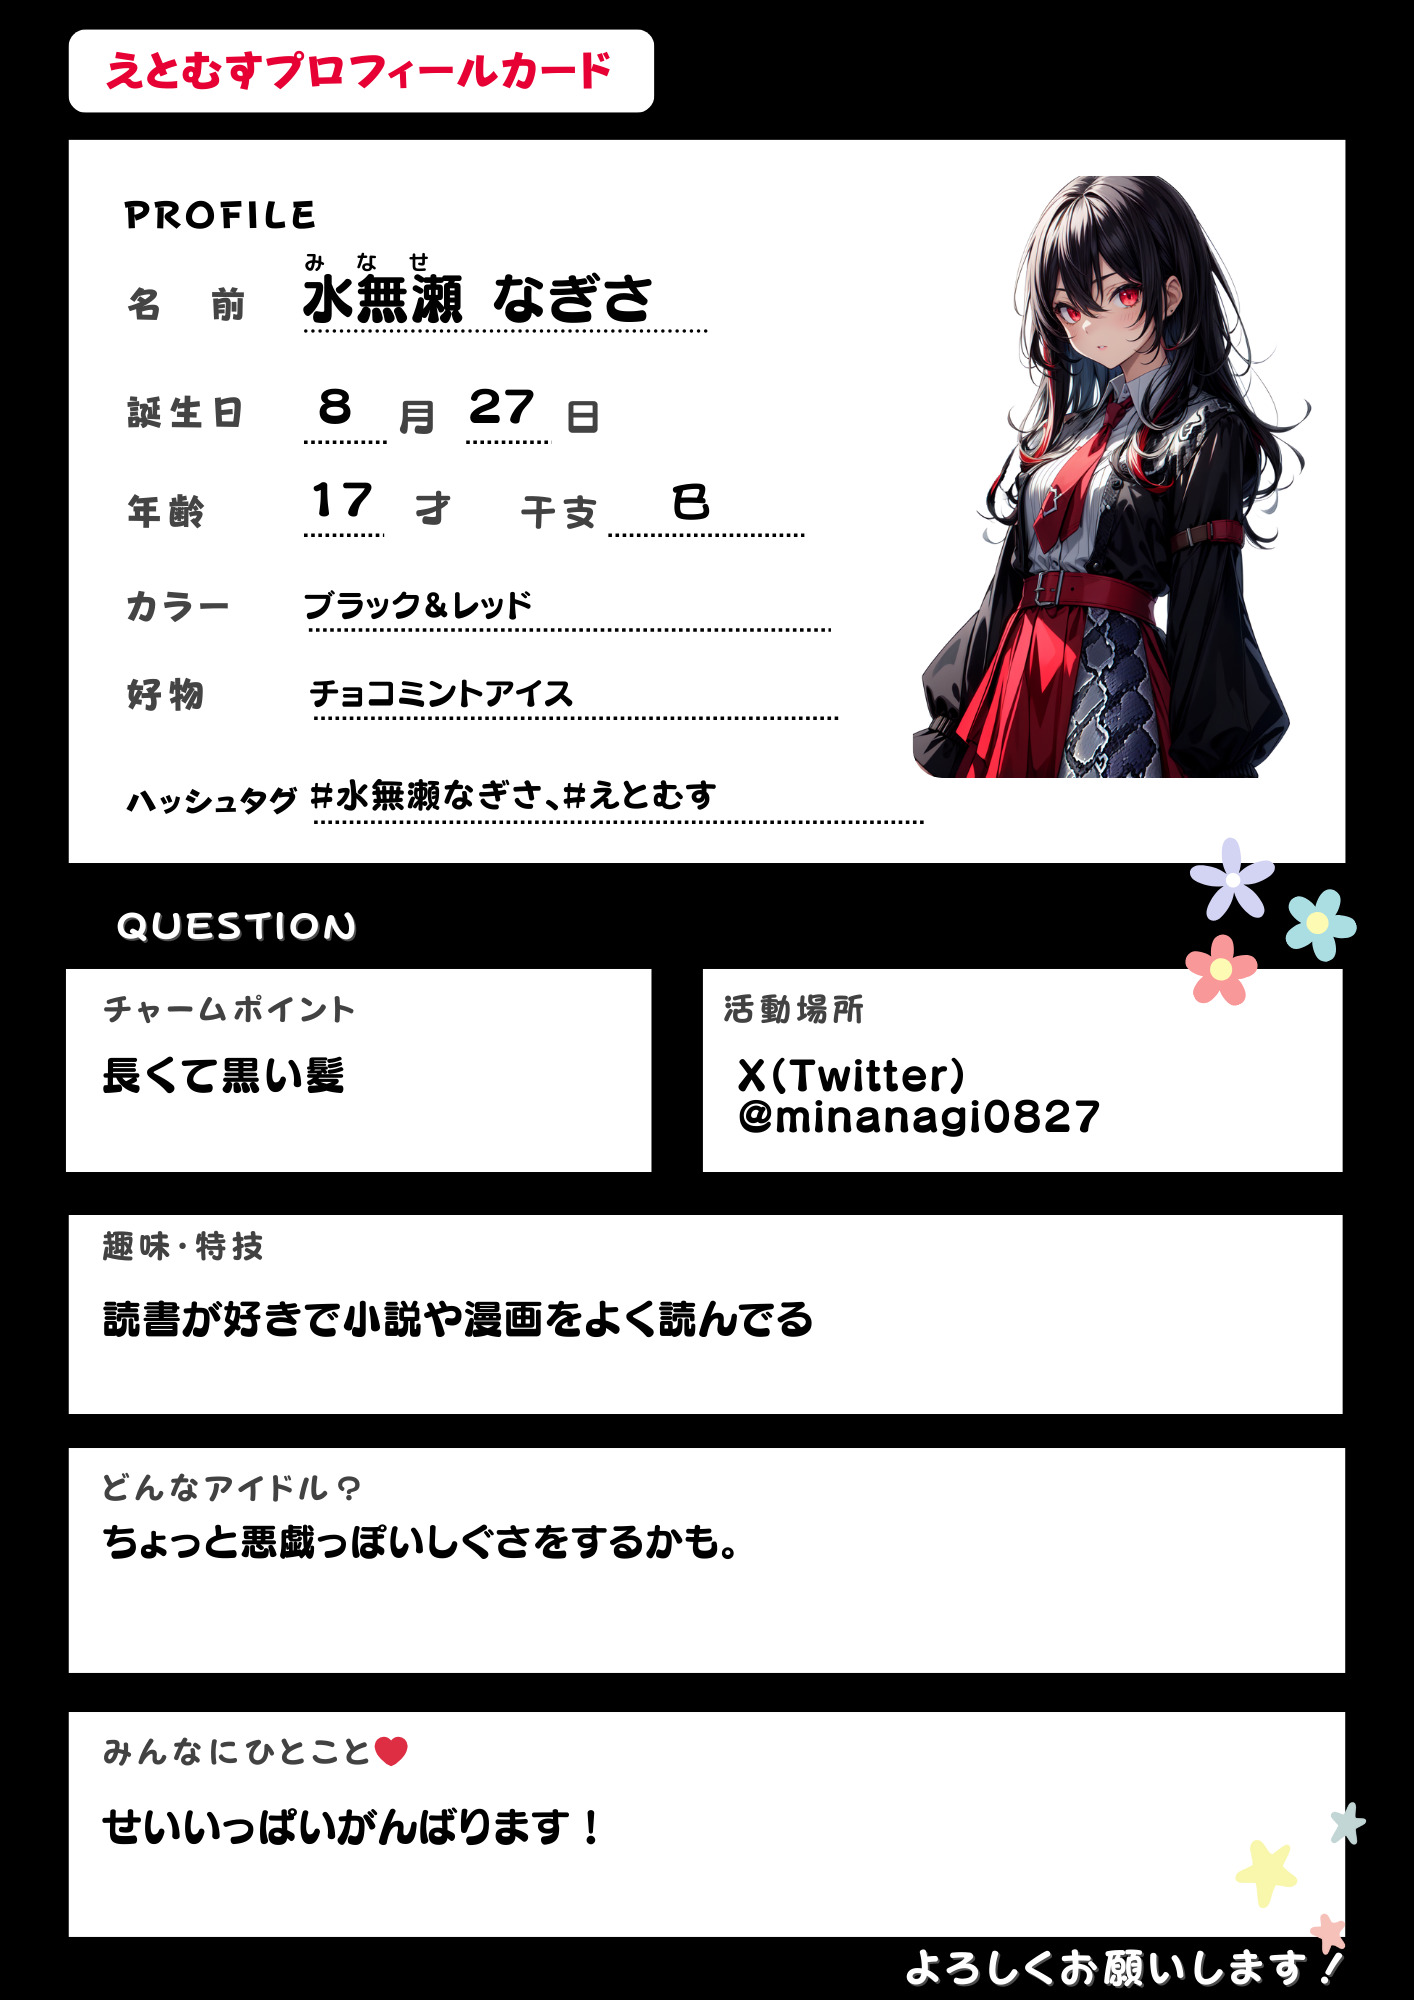 えとむすプロフィールカード
PROFILE
みなせ
名前 水無瀬 なぎさ
誕生日 8月27日
年齢 17才 干支 巳
カラー ブラック&レッド
好物 チョコミントアイス
ハッシュタグ #水無瀬なぎさ、#えとむす
QUESTION
チャームポイント
長くて黒い髪
活動場所
X(Twitter)
@minanagi0827
趣味・特技
読書が好きで小説や漫画をよく読んでる
どんなアイドル？
ちょっと悪戯っぽいしぐさをするかも。
みんなにひとこと❤
せいいっぱいがんばります！
よろしくお願いします！